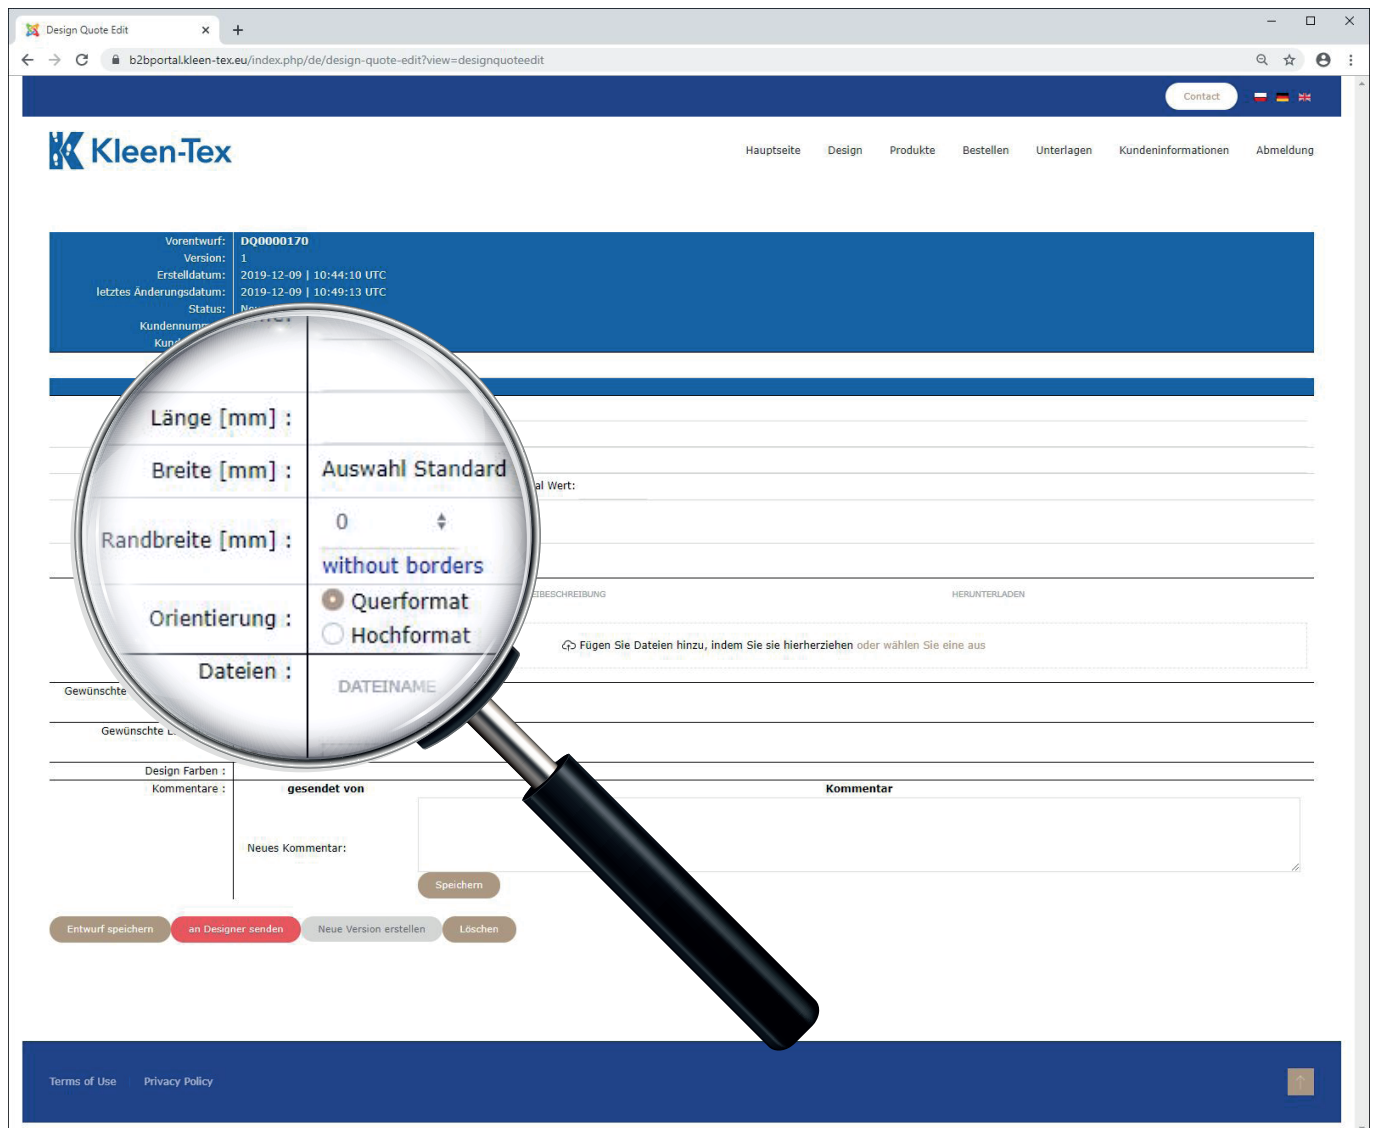 Design Quote Edit
b2bportal.kleen-tex.eu/index.php/de/design-quote-edit?view=designquoteedit
Contact
Kleen-Tex
Hauptseite Design Produkte Bestellen Unterlagen Kundeninformationen Abmeldung
Vorentwurf: DQ0000170
Version: 1
Erstelldatum: 2019-12-09 | 10:44:10 UTC
letztes Änderungsdatum: 2019-12-09 | 10:49:13 UTC
Status:
Länge [mm] :
Breite [mm] : Auswahl Standard
al Wert:
Randbreite [mm] : 0
without borders
Orientierung : Querformat
Hochformat
Dateien : DATEINAME
EIBESCHREIBUNG HERUNTERLADEN
Fügen Sie Dateien hinzu, indem Sie sie hierherziehen oder wählen Sie eine aus
Gewünschte
Gewünschte
Design Farben :
Kommentare : gesendet von Kommentar
Neues Kommentar:
Speichern
Entwurf speichern an Designer senden Neue Version erstellen Löschen
Terms of Use Privacy Policy